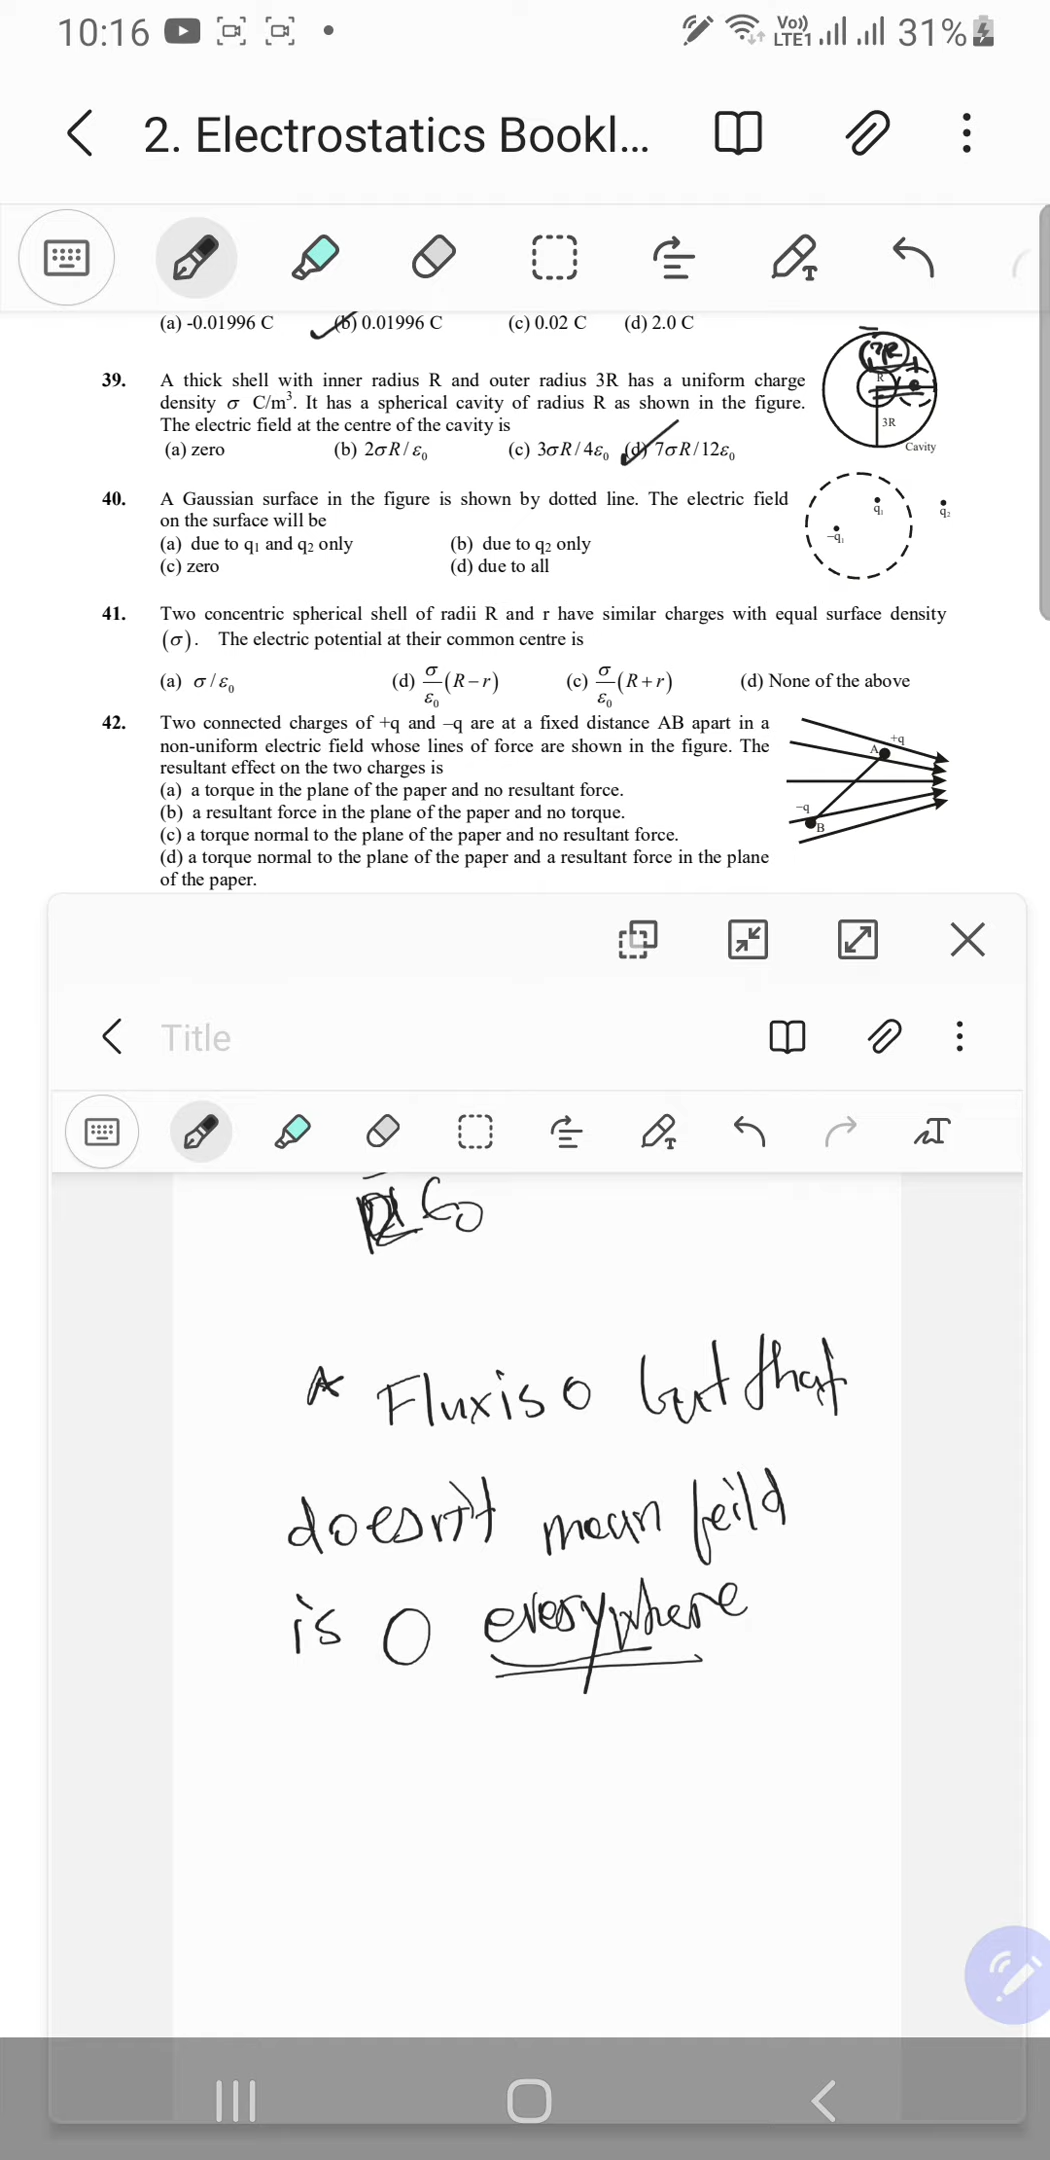 10:16 Vo)) LTE1 31%
2. Electrostatics Bookl...
(a) -0.01996 C (b) 0.01996 C (c) 0.02 C (d) 2.0 C
39. A thick shell with inner radius R and outer radius 3R has a uniform charge
density σ C/m³. It has a spherical cavity of radius R as shown in the figure.
The electric field at the centre of the cavity is
(a) zero (b) 2σR/ε₀ (c) 3σR/4ε₀ (d) 7σR/12ε₀
R
3R
Cavity
40. A Gaussian surface in the figure is shown by dotted line. The electric field
on the surface will be
(a) due to q₁ and q₂ only (b) due to q₂ only
(c) zero (d) due to all
q₁ q₂
-q₁
41. Two concentric spherical shell of radii R and r have similar charges with equal surface density
(σ). The electric potential at their common centre is
(a) σ/ε₀ (d) σ/ε₀ (R−r) (c) σ/ε₀ (R+r) (d) None of the above
42. Two connected charges of +q and –q are at a fixed distance AB apart in a
non-uniform electric field whose lines of force are shown in the figure. The
resultant effect on the two charges is
(a) a torque in the plane of the paper and no resultant force.
(b) a resultant force in the plane of the paper and no torque.
(c) a torque normal to the plane of the paper and no resultant force.
(d) a torque normal to the plane of the paper and a resultant force in the plane
of the paper.
+q
A
−q
B
Title
Flux is 0 but that
doesn't mean feild
is 0 everywhere